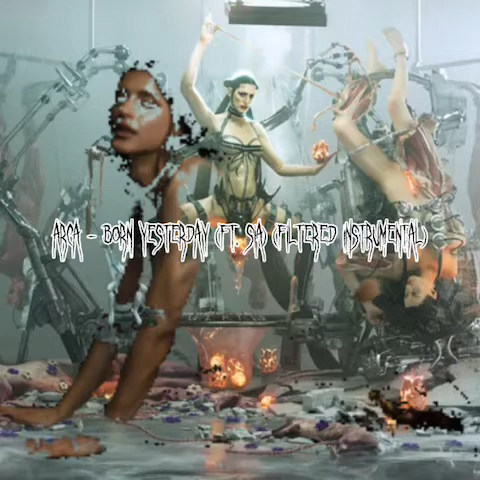 ARCA - BORN YESTERDAY (FT. SIA) (FILTERED INSTRUMENTAL)